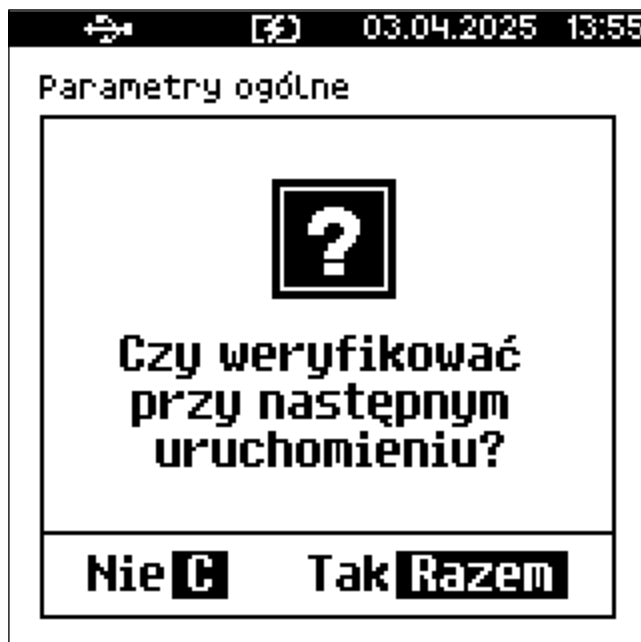 03.04.2025 13:55
Parametry ogólne
?
Czy weryfikować
przy następnym
uruchomieniu?
Nie C Tak Razem